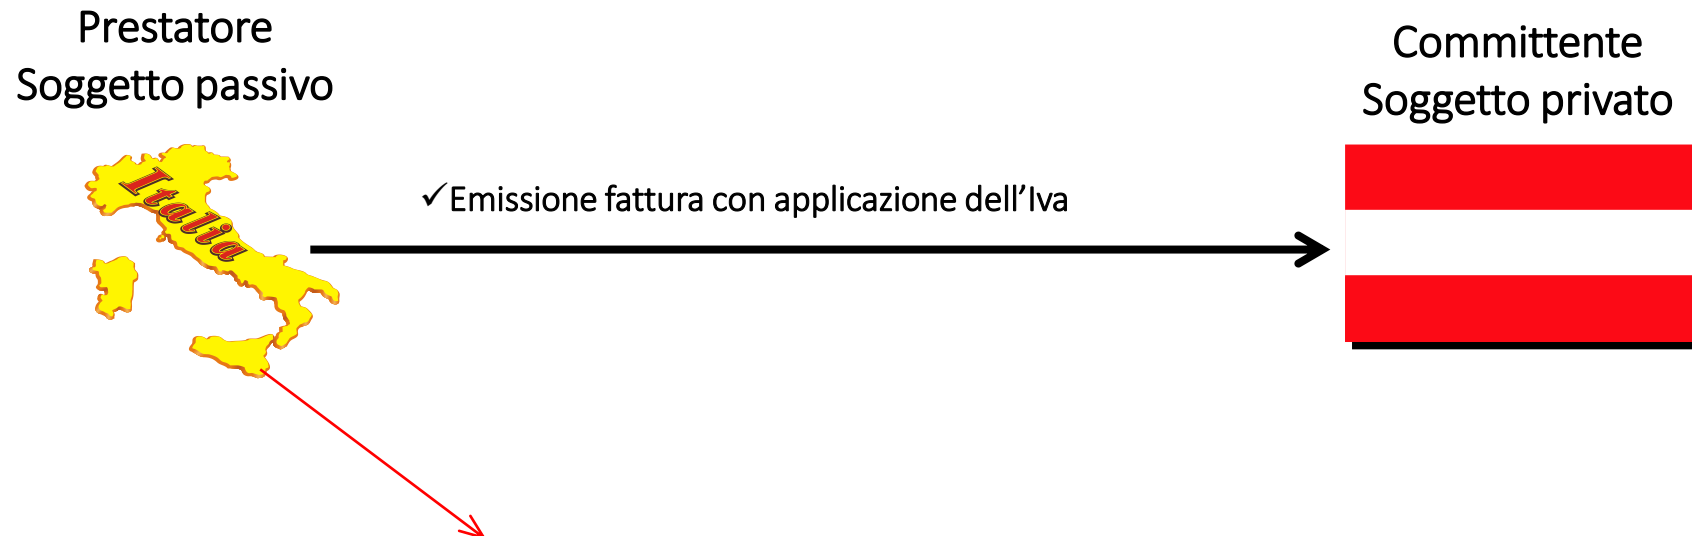 Prestatore
Soggetto passivo
Committente
Soggetto privato
Italia
✓Emissione fattura con applicazione dell’Iva